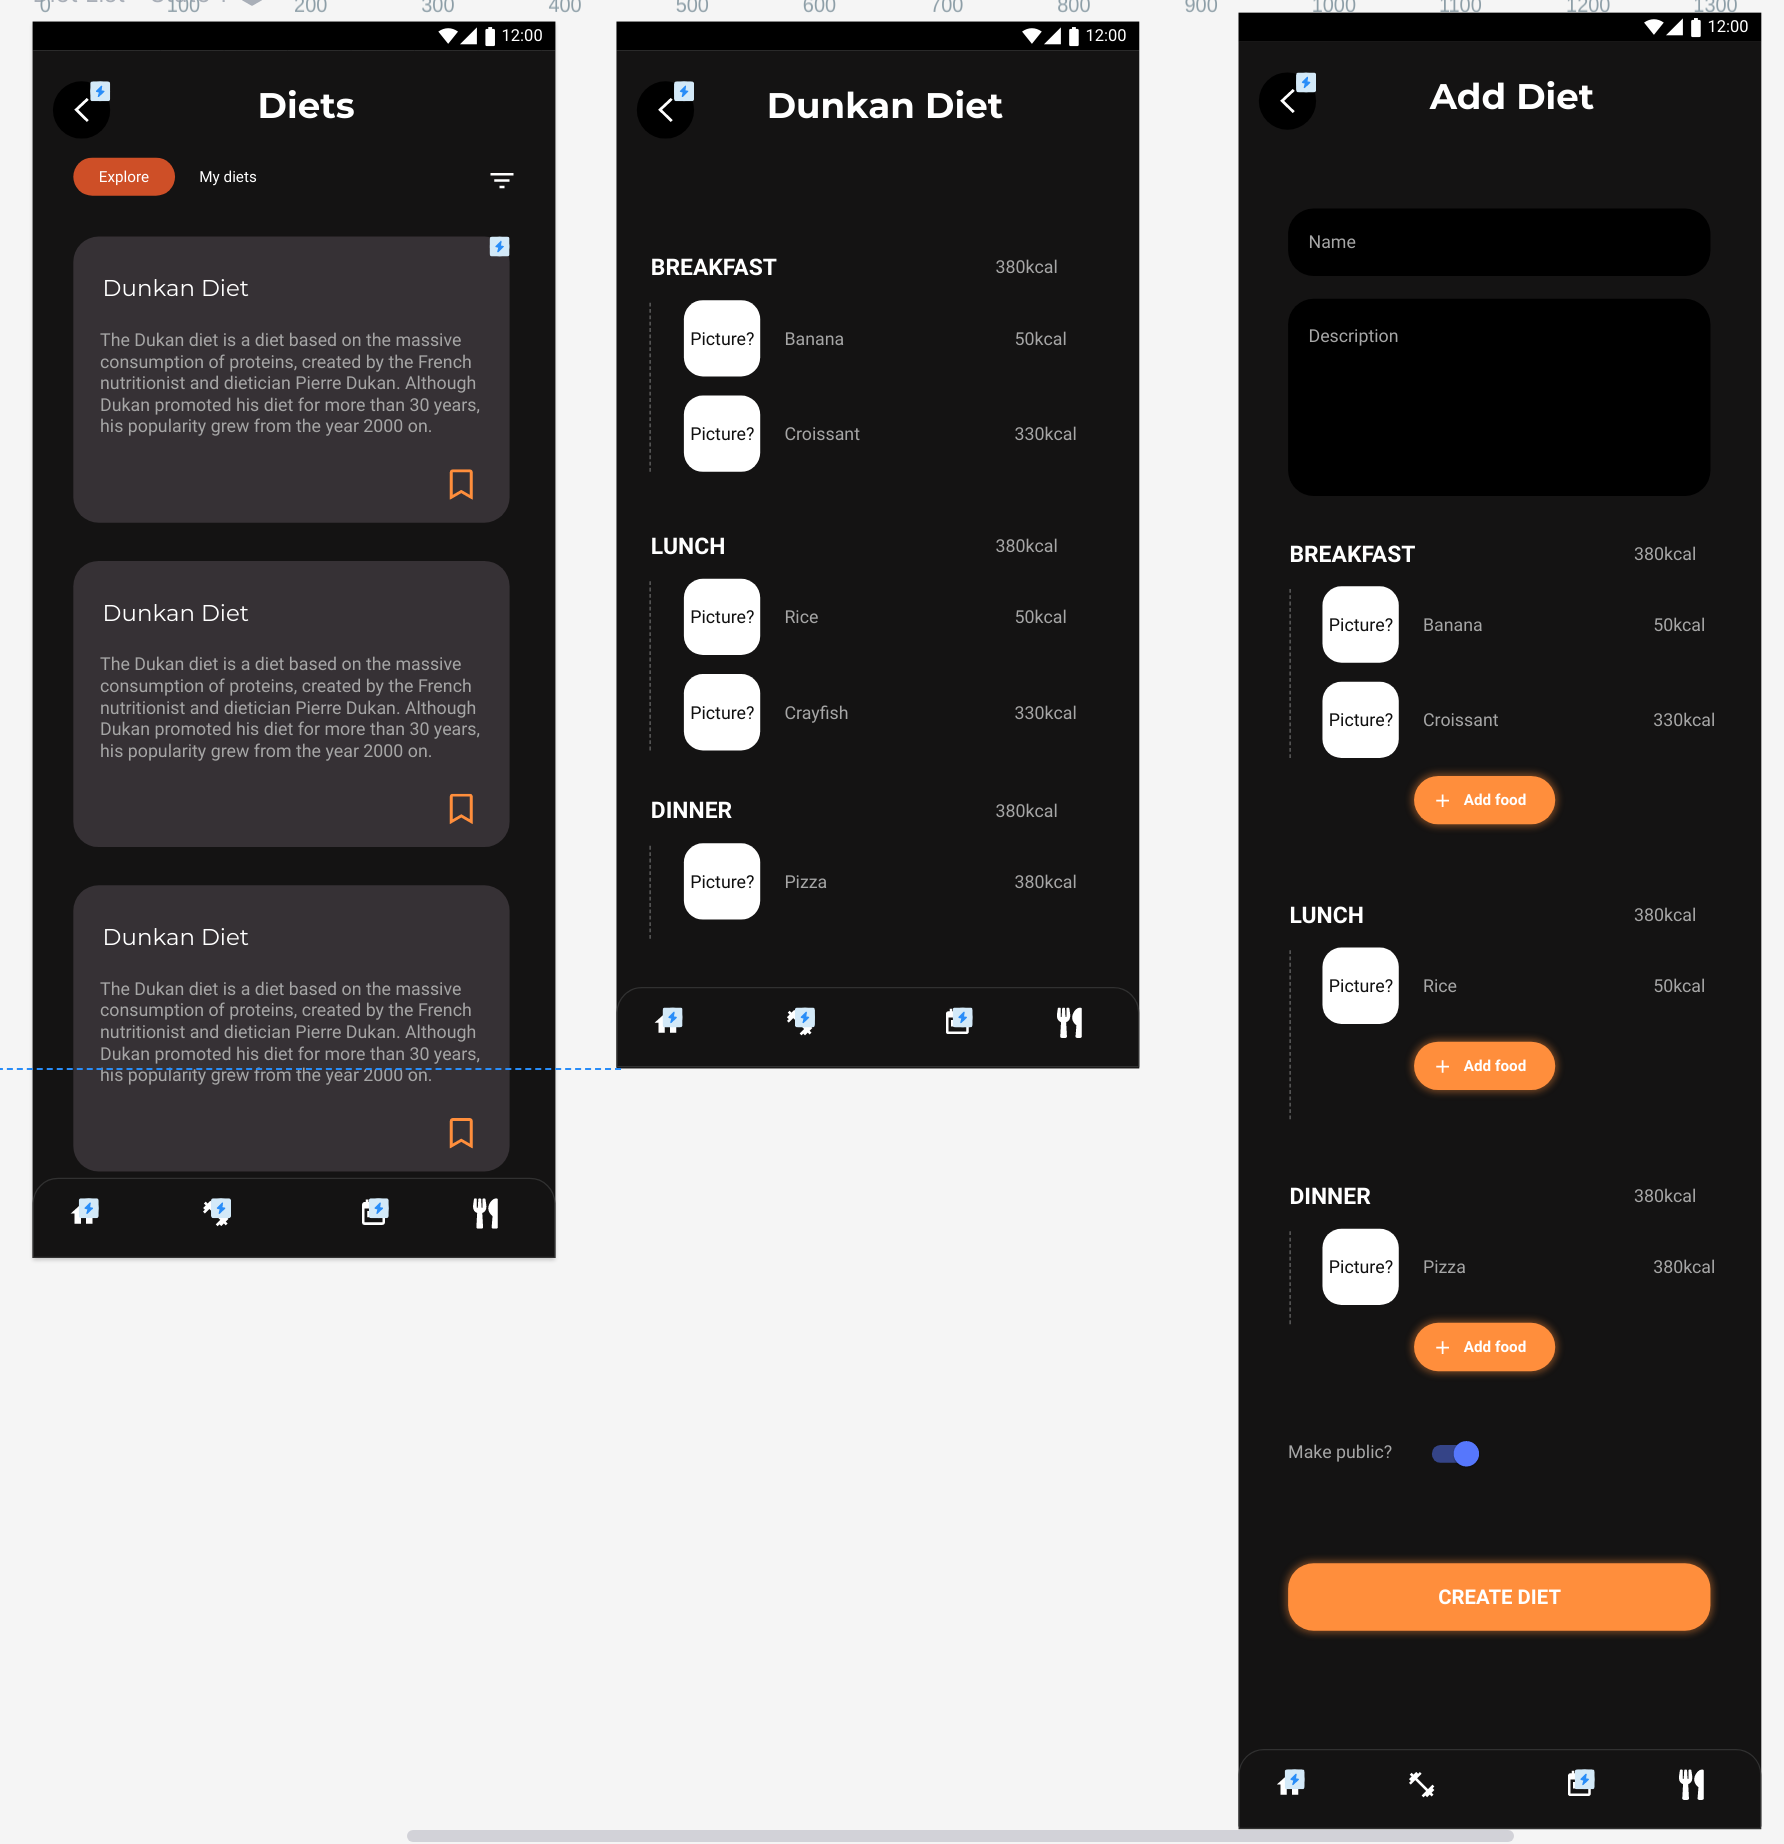 0 100 200 300 400 500 600 700 800 900 1000 1100 1200 1300
12:00
Diets
Explore
My diets
Dunkan Diet
The Dukan diet is a diet based on the massive
consumption of proteins, created by the French
nutritionist and dietician Pierre Dukan. Although
Dukan promoted his diet for more than 30 years,
his popularity grew from the year 2000 on.
Dunkan Diet
The Dukan diet is a diet based on the massive
consumption of proteins, created by the French
nutritionist and dietician Pierre Dukan. Although
Dukan promoted his diet for more than 30 years,
his popularity grew from the year 2000 on.
Dunkan Diet
The Dukan diet is a diet based on the massive
consumption of proteins, created by the French
nutritionist and dietician Pierre Dukan. Although
Dukan promoted his diet for more than 30 years,
his popularity grew from the year 2000 on.
12:00
Dunkan Diet
BREAKFAST 380kcal
Picture? Banana 50kcal
Picture? Croissant 330kcal
LUNCH 380kcal
Picture? Rice 50kcal
Picture? Crayfish 330kcal
DINNER 380kcal
Picture? Pizza 380kcal
12:00
Add Diet
Name
Description
BREAKFAST 380kcal
Picture? Banana 50kcal
Picture? Croissant 330kcal
+ Add food
LUNCH 380kcal
Picture? Rice 50kcal
+ Add food
DINNER 380kcal
Picture? Pizza 380kcal
+ Add food
Make public?
CREATE DIET